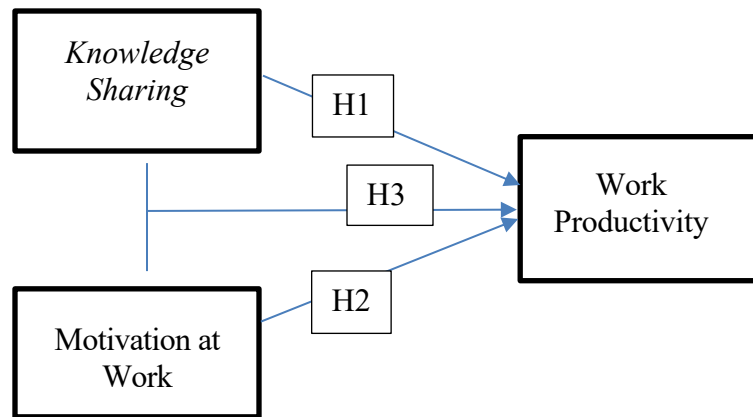 Knowledge
Sharing
H1
Work
Productivity
H3
H2
Motivation at
Work